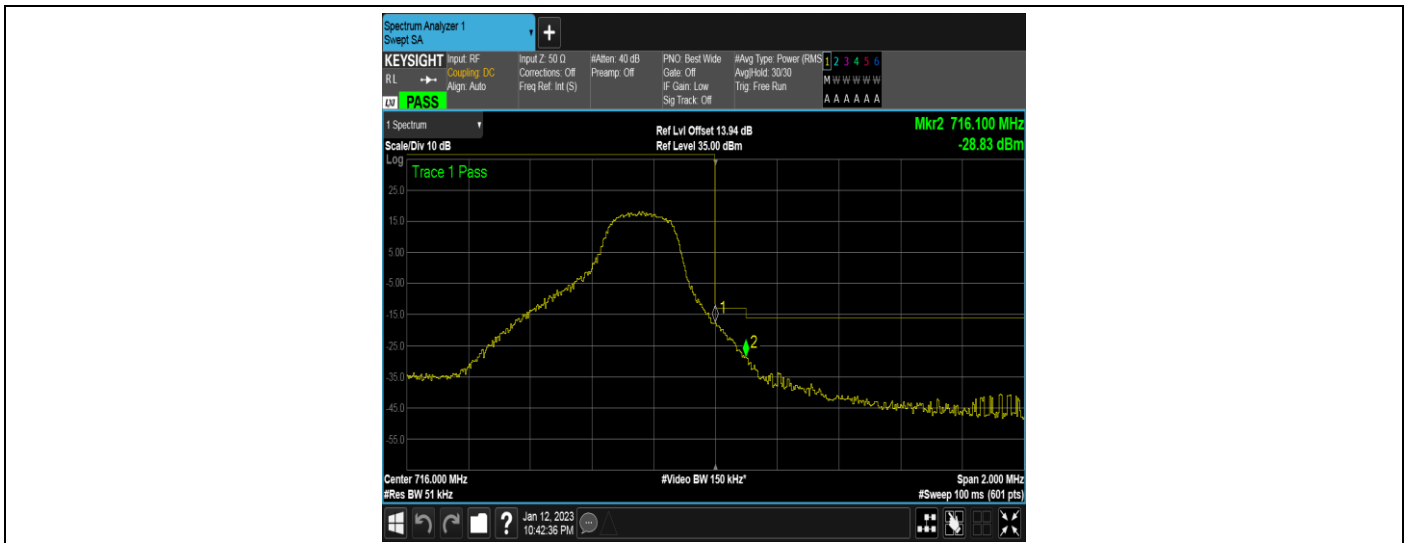 Spectrum Analyzer 1
Swept SA
+
KEYSIGHT
RL
LXI PASS
Input: RF
Coupling: DC
Align: Auto
Input Z: 50 Ω
Corrections: Off
Freq Ref: Int (S)
#Atten: 40 dB
Preamp: Off
PNO: Best Wide
Gate: Off
IF Gain: Low
Sig Track: Off
#Avg Type: Power (RMS
Avg|Hold: 30/30
Trig: Free Run
1 2 3 4 5 6
M W W W W W
A A A A A A
1 Spectrum
Scale/Div 10 dB
Ref Lvl Offset 13.94 dB
Ref Level 35.00 dBm
Mkr2 716.100 MHz
-28.83 dBm
Log
Trace 1 Pass
25.0
15.0
5.00
-5.00
-15.0
-25.0
-35.0
-45.0
-55.0
1
2
Center 716.000 MHz
#Res BW 51 kHz
#Video BW 150 kHz*
Span 2.000 MHz
#Sweep 100 ms (601 pts)
?
Jan 12, 2023
10:42:36 PM